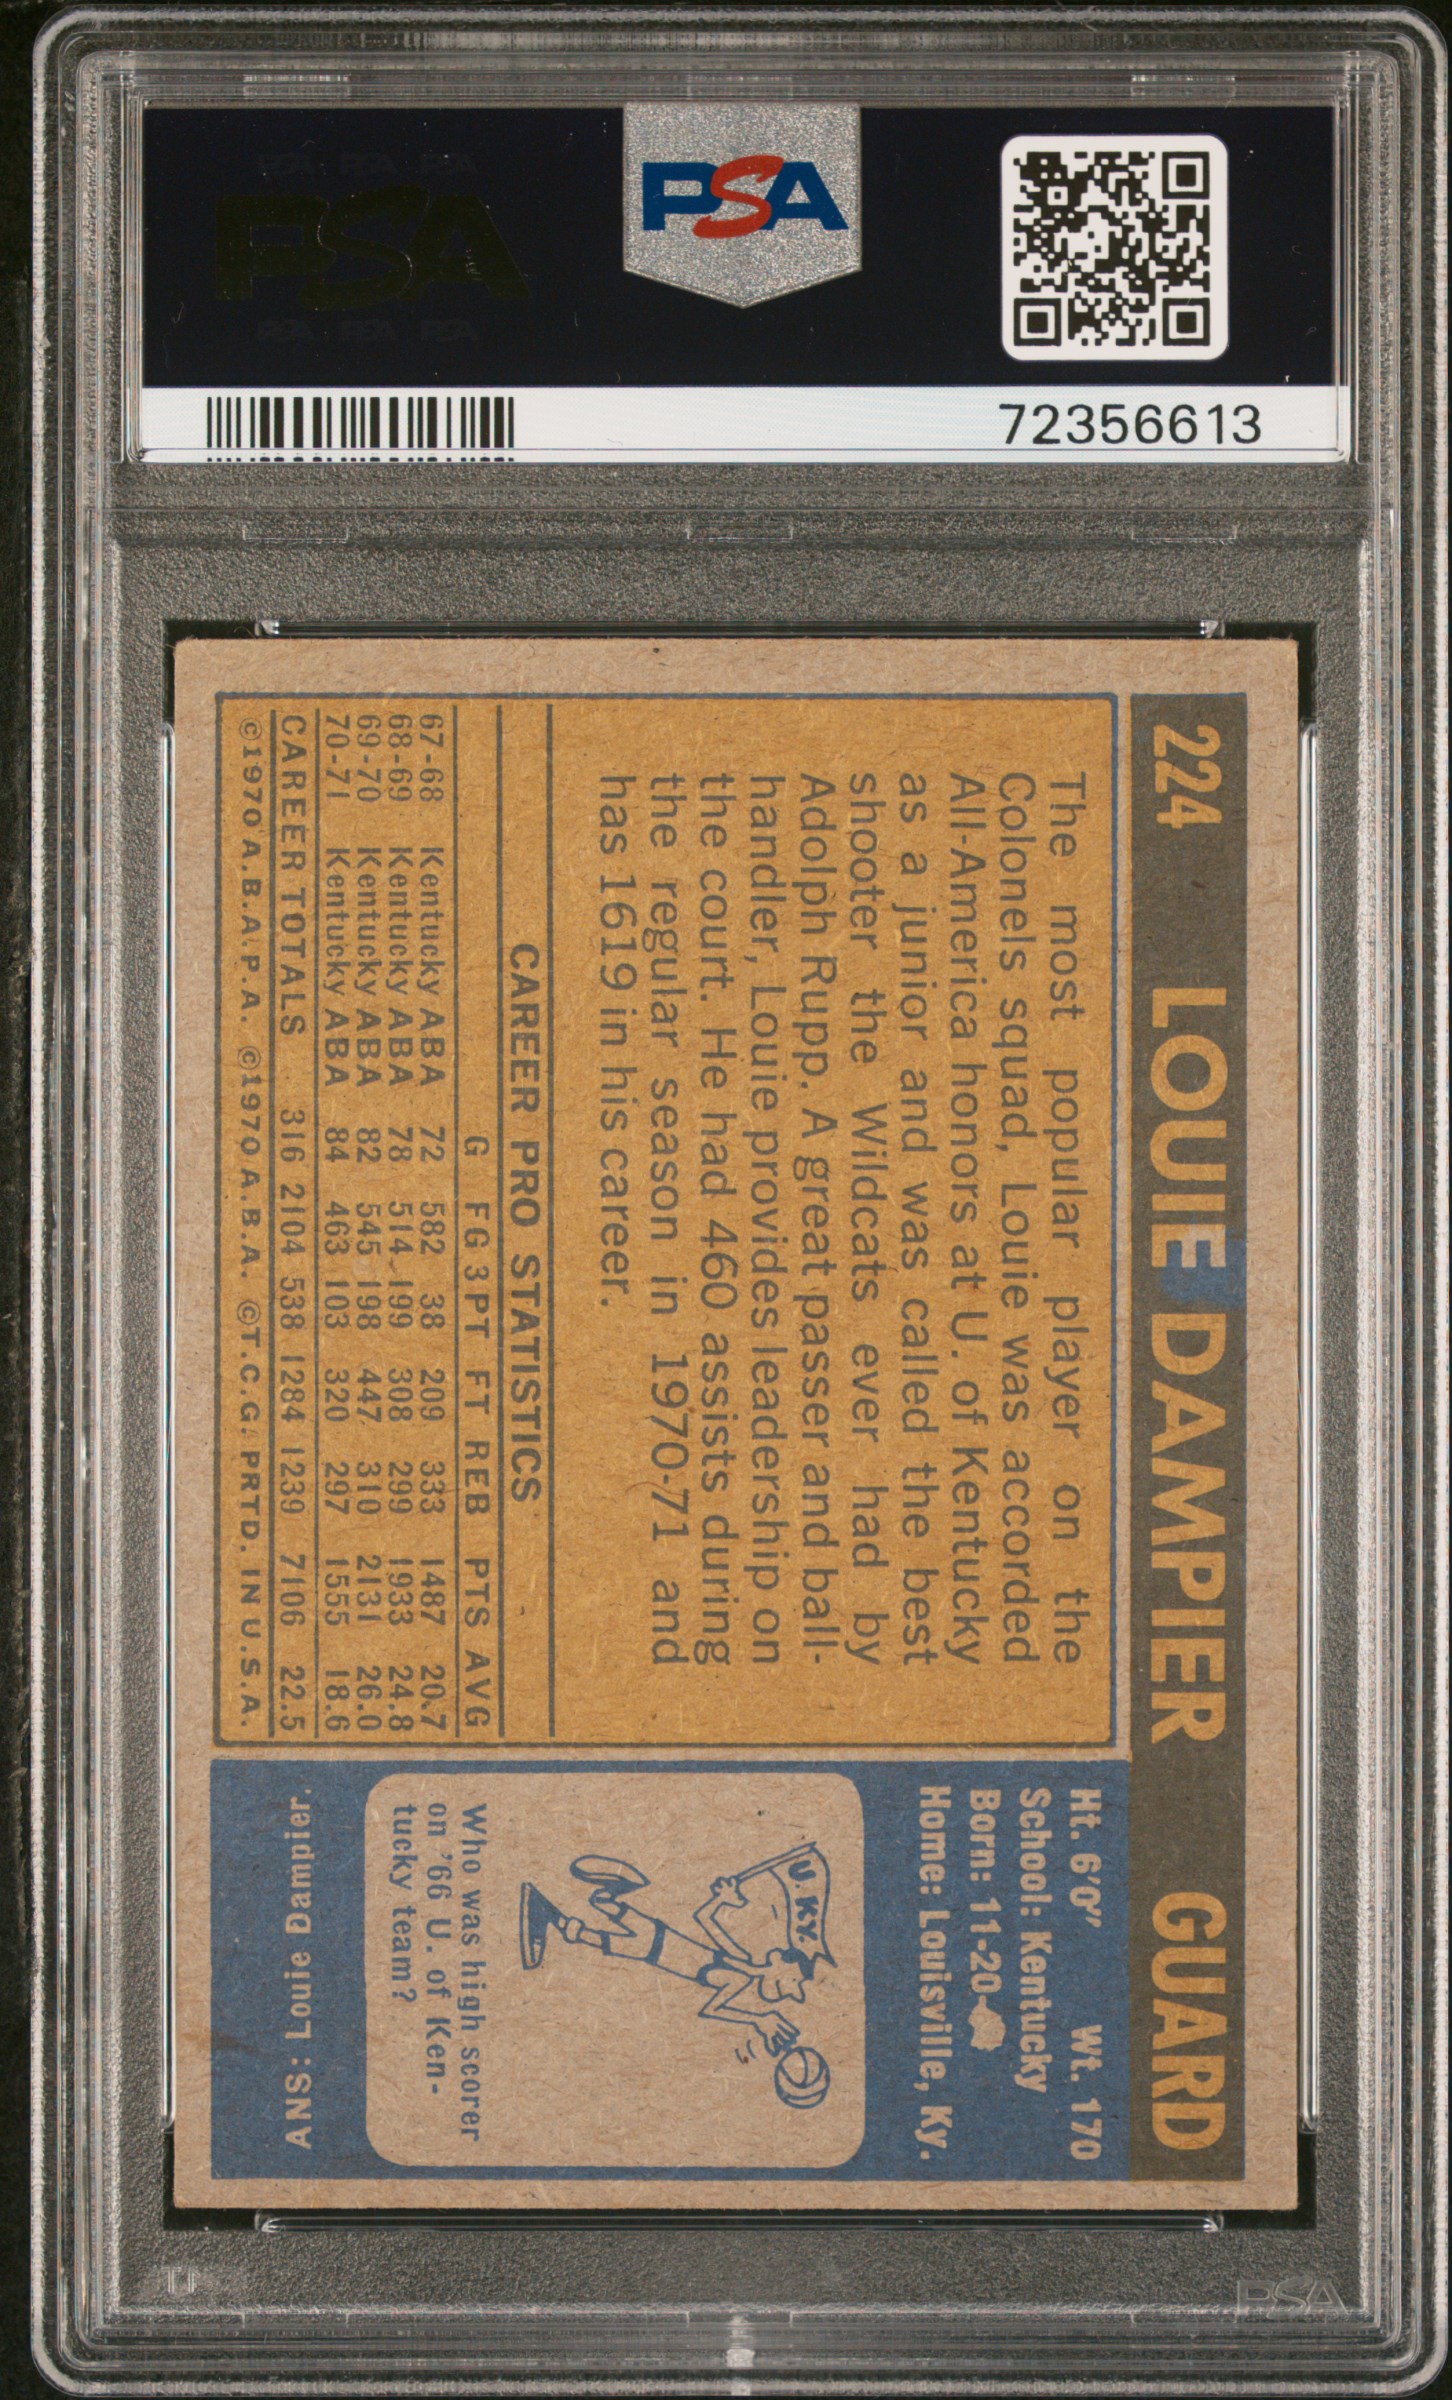 PSA
PSA
72356613
224 LOUIE DAMPIER GUARD
The most popular player on the
Colonels squad, Louie was accorded
All-America honors at U. of Kentucky
as a junior and was called the best
shooter the Wildcats ever had by
Adolph Rupp. A great passer and ball-
handler, Louie provides leadership on
the court. He had 460 assists during
the regular season in 1970-71 and
has 1619 in his career.
CAREER PRO STATISTICS
G FG 3PT FT REB PTS AVG
67-68 Kentucky ABA 72 582 38 209 333 1487 20.7
68-69 Kentucky ABA 78 514 199 308 299 1933 24.8
69-70 Kentucky ABA 82 545 198 447 310 2131 26.0
70-71 Kentucky ABA 84 463 103 320 297 1555 18.6
CAREER TOTALS 316 2104 538 1284 1239 7106 22.5
©1970 A.B.A.P.A. ©1970 A.B.A. ©T.C.G. PRTD. IN U.S.A.
Ht. 6'0" Wt. 170
School: Kentucky
Born: 11-20-
Home: Louisville, Ky.
U. KY.
Who was high scorer
on '66 U. of Ken-
tucky team?
ANS: Louie Dampier.
PSA